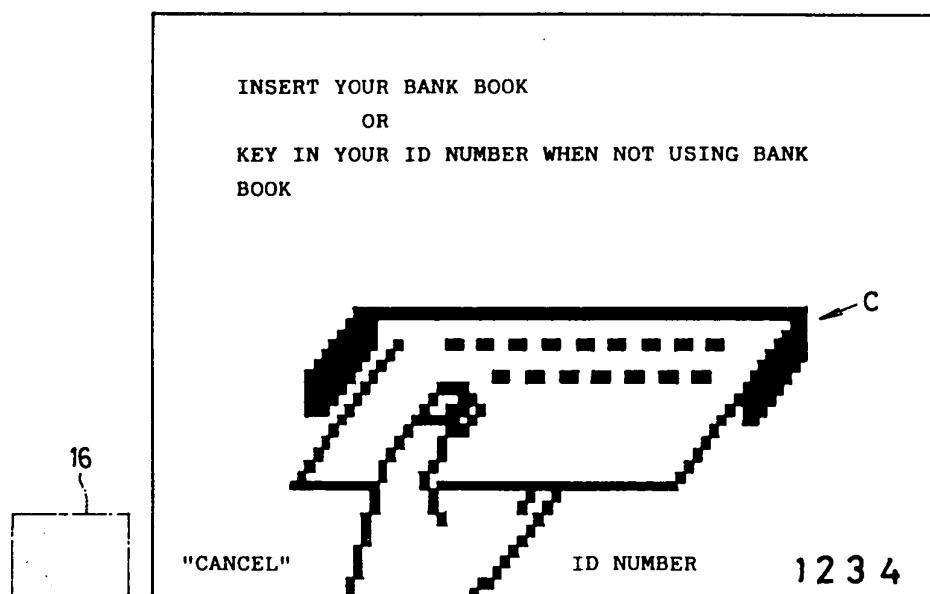 INSERT YOUR BANK BOOK
OR
KEY IN YOUR ID NUMBER WHEN NOT USING BANK
BOOK
C
16
"CANCEL" ID NUMBER 1234